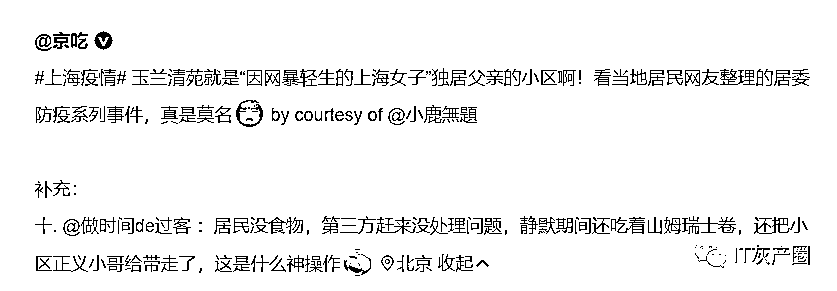 @京吃
#上海疫情# 玉兰清苑就是“因网暴轻生的上海女子”独居父亲的小区啊！看当地居民网友整理的居委
防疫系列事件，真是莫名 by courtesy of @小鹿無題
补充：
十. @做时间de过客： 居民没食物，第三方赶来没处理问题，静默期间还吃着山姆瑞士卷，还把小
区正义小哥给带走了，这是什么神操作 北京 收起
IT灰产圈